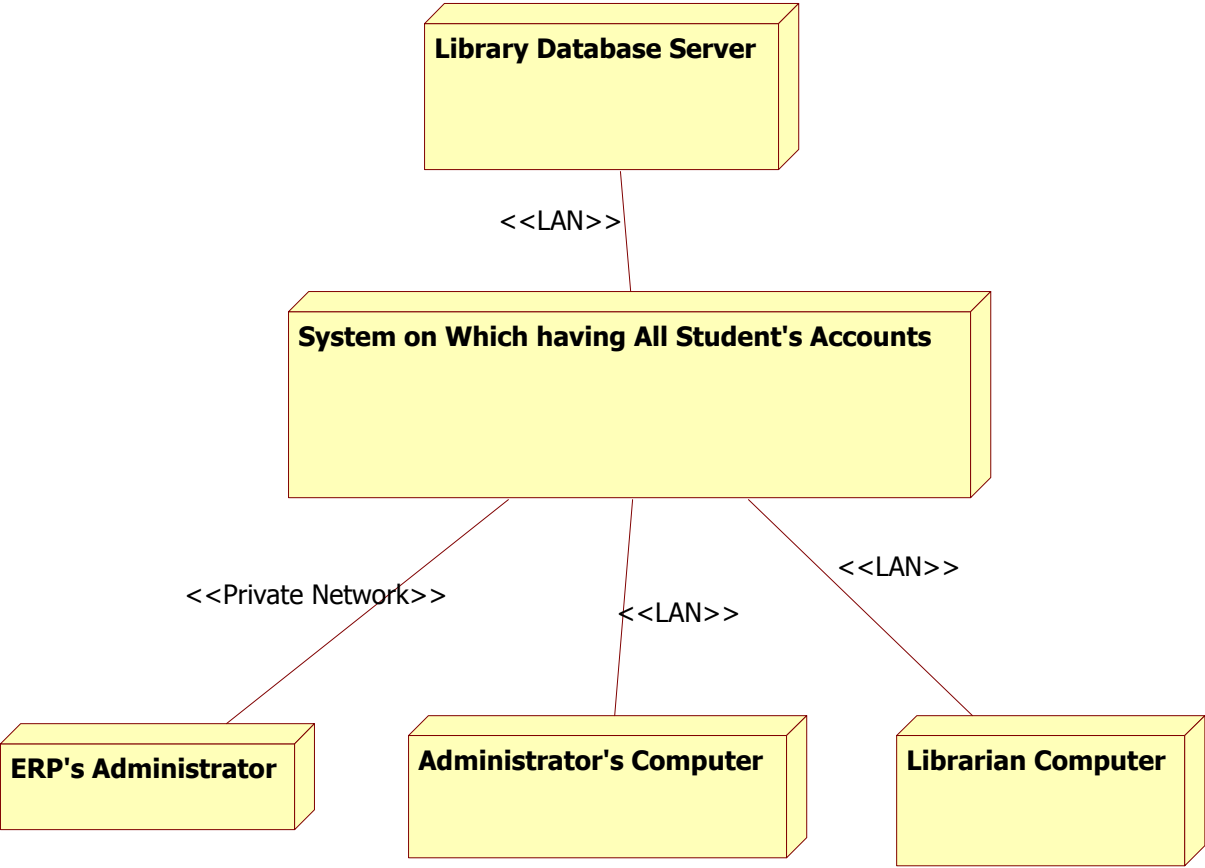 Library Database Server
<<LAN>>
System on Which having All Student's Accounts
<<LAN>>
<<Private Network>>
<<LAN>>
ERP's Administrator
Administrator's Computer
Librarian Computer